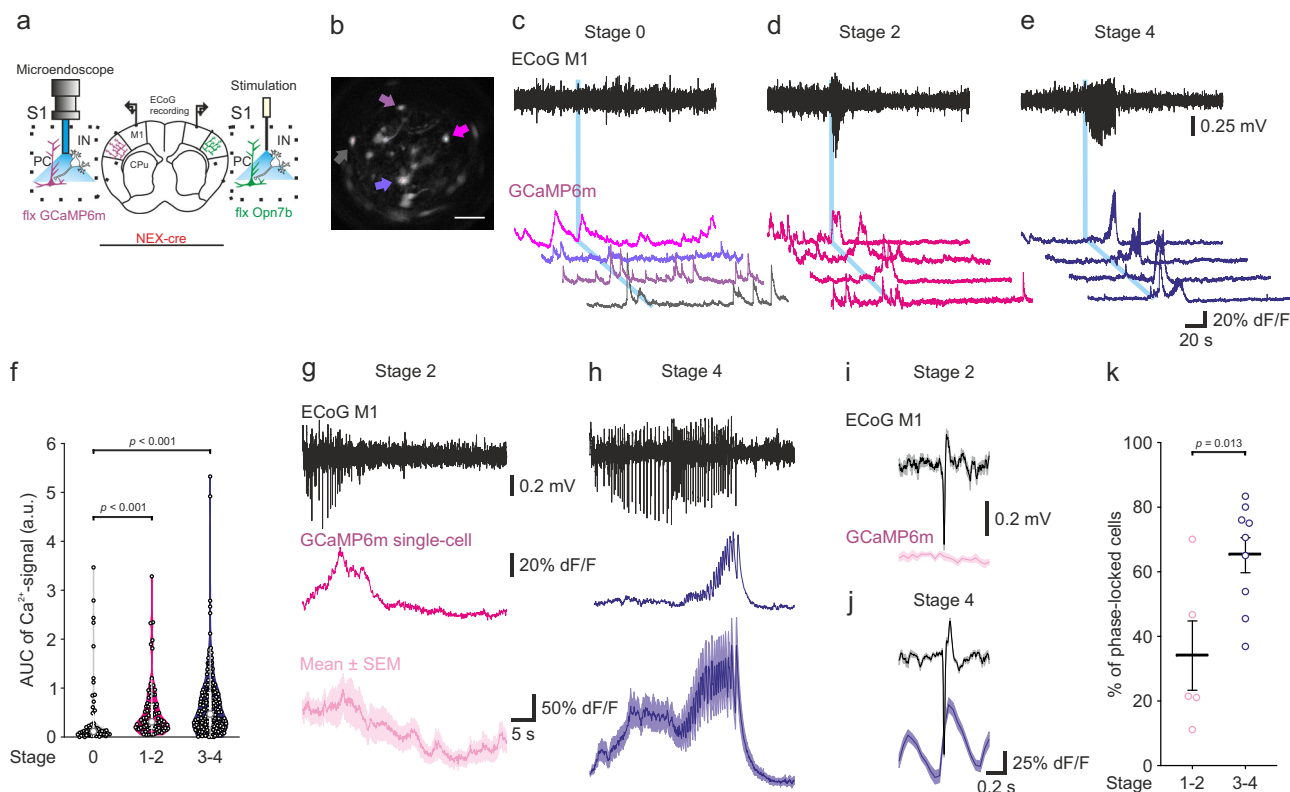 a
Microendoscope
Stimulation
S1
ECoG
recording
S1
M1
IN
IN
PC
PC
CPu
flx GCaMP6m
flx Opn7b
NEX-cre
b
c
Stage 0
ECoG M1
GCaMP6m
d
Stage 2
e
Stage 4
0.25 mV
20% dF/F
20 s
f
AUC of Ca²⁺-signal (a.u.)
6
5
4
3
2
1
0
p < 0.001
p < 0.001
Stage
0
1-2
3-4
g
Stage 2
ECoG M1
0.2 mV
GCaMP6m single-cell
20% dF/F
Mean ± SEM
50% dF/F
5 s
h
Stage 4
i
Stage 2
ECoG M1
0.2 mV
GCaMP6m
j
Stage 4
25% dF/F
0.2 s
k
% of phase-locked cells
100
80
60
40
20
0
p = 0.013
Stage
1-2
3-4